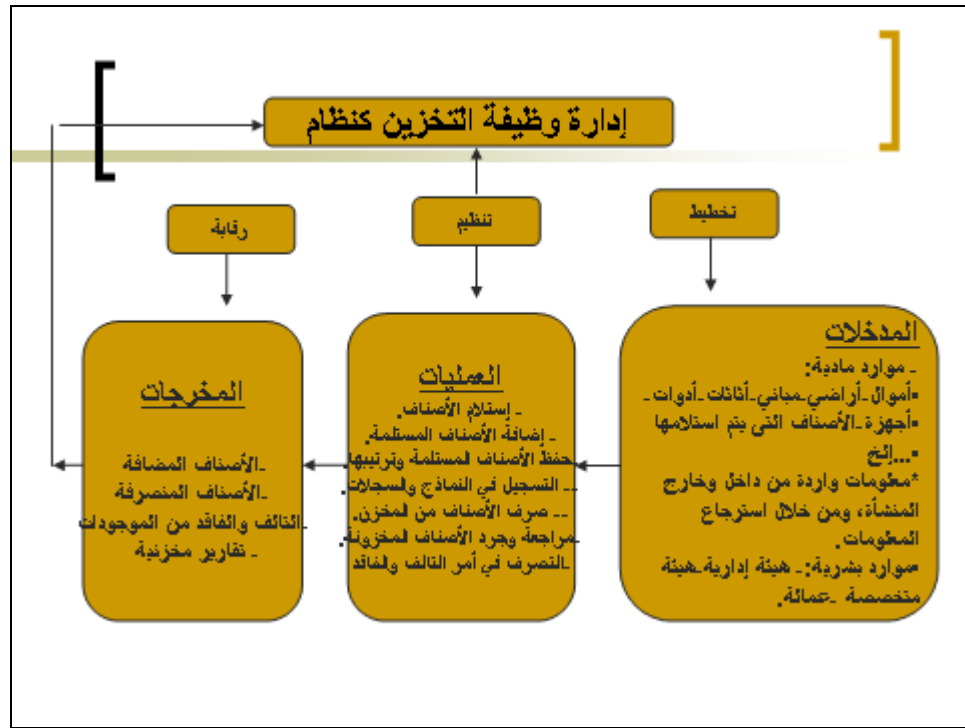 إدارة وظيفة التخزين كنظام
تخطيط
تنظيم
رقابة
المدخلات
- موارد مادية:
▪أموال-أراضي-مباني-أثاثات-أدوات-
▪أجهزة-الأصناف التى يتم استلامها
▪...إلخ
*معلومات واردة من داخل وخارج
المنشأة، ومن خلال استرجاع
المعلومات.
▪موارد بشرية:- هيئة إدارية-هيئة
متخصصة -عمالة.
العمليات
- إستلام الأصناف.
- إضافة الأصناف المستلمة.
-حفظ الأصناف المستلمة وترتيبها.
-- التسجيل في النماذج والسجلات.
-- صرف الأصناف من المخزن.
-مراجعة وجرد الأصناف المخزونة.
-التصرف في أمر التالف والفاقد
المخرجات
-الأصناف المضافة
-الأصناف المنصرفة
-التالف والفاقد من الموجودات
- تقارير مخزنية